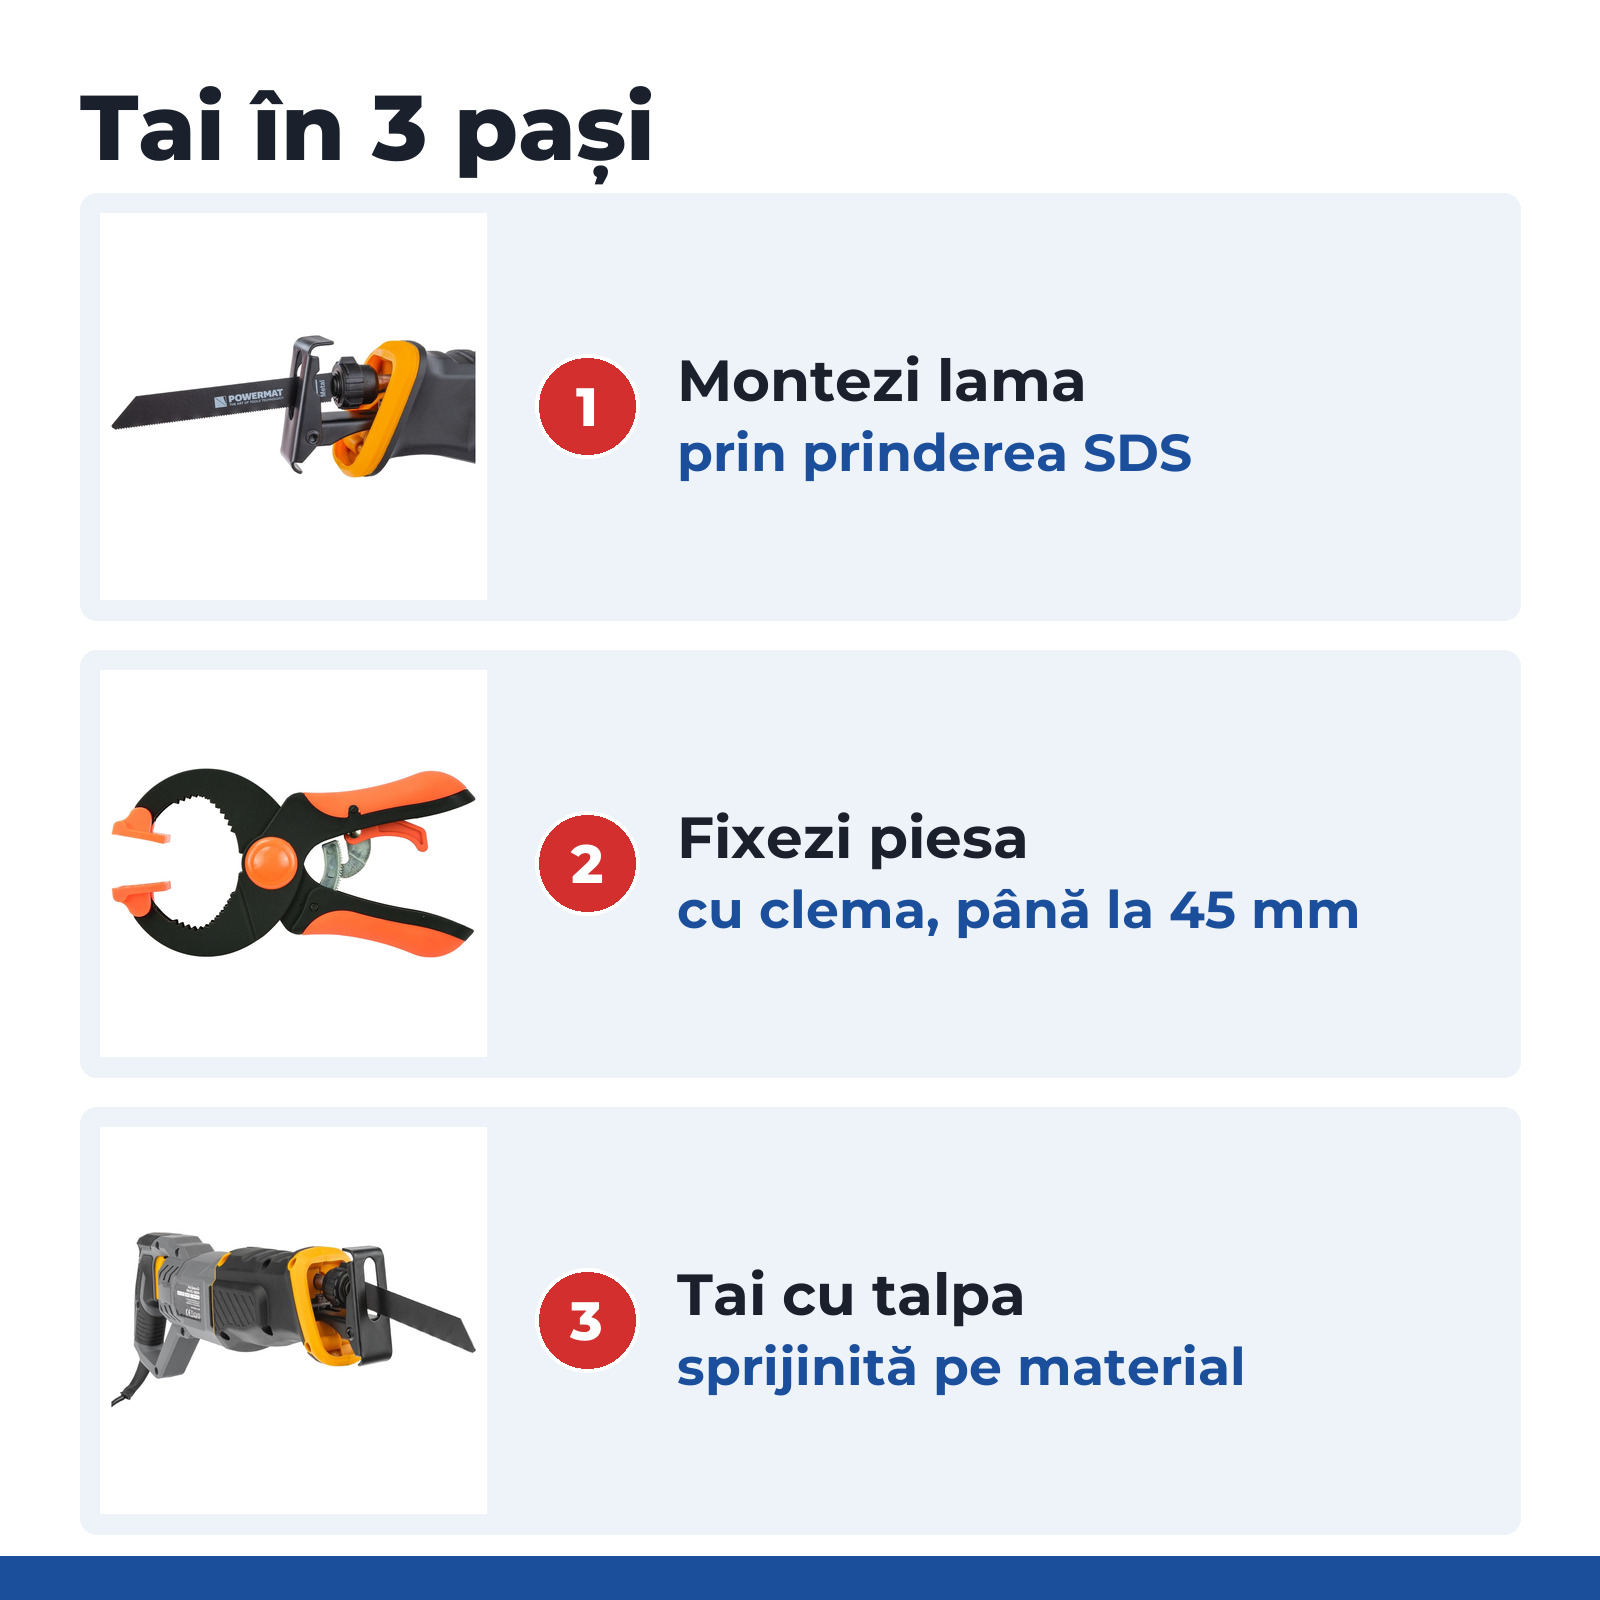 Tai în 3 pași
POWERMAT
Metal
1
Montezi lama
prin prinderea SDS
2
Fixezi piesa
cu clema, până la 45 mm
3
Tai cu talpa
sprijinită pe material